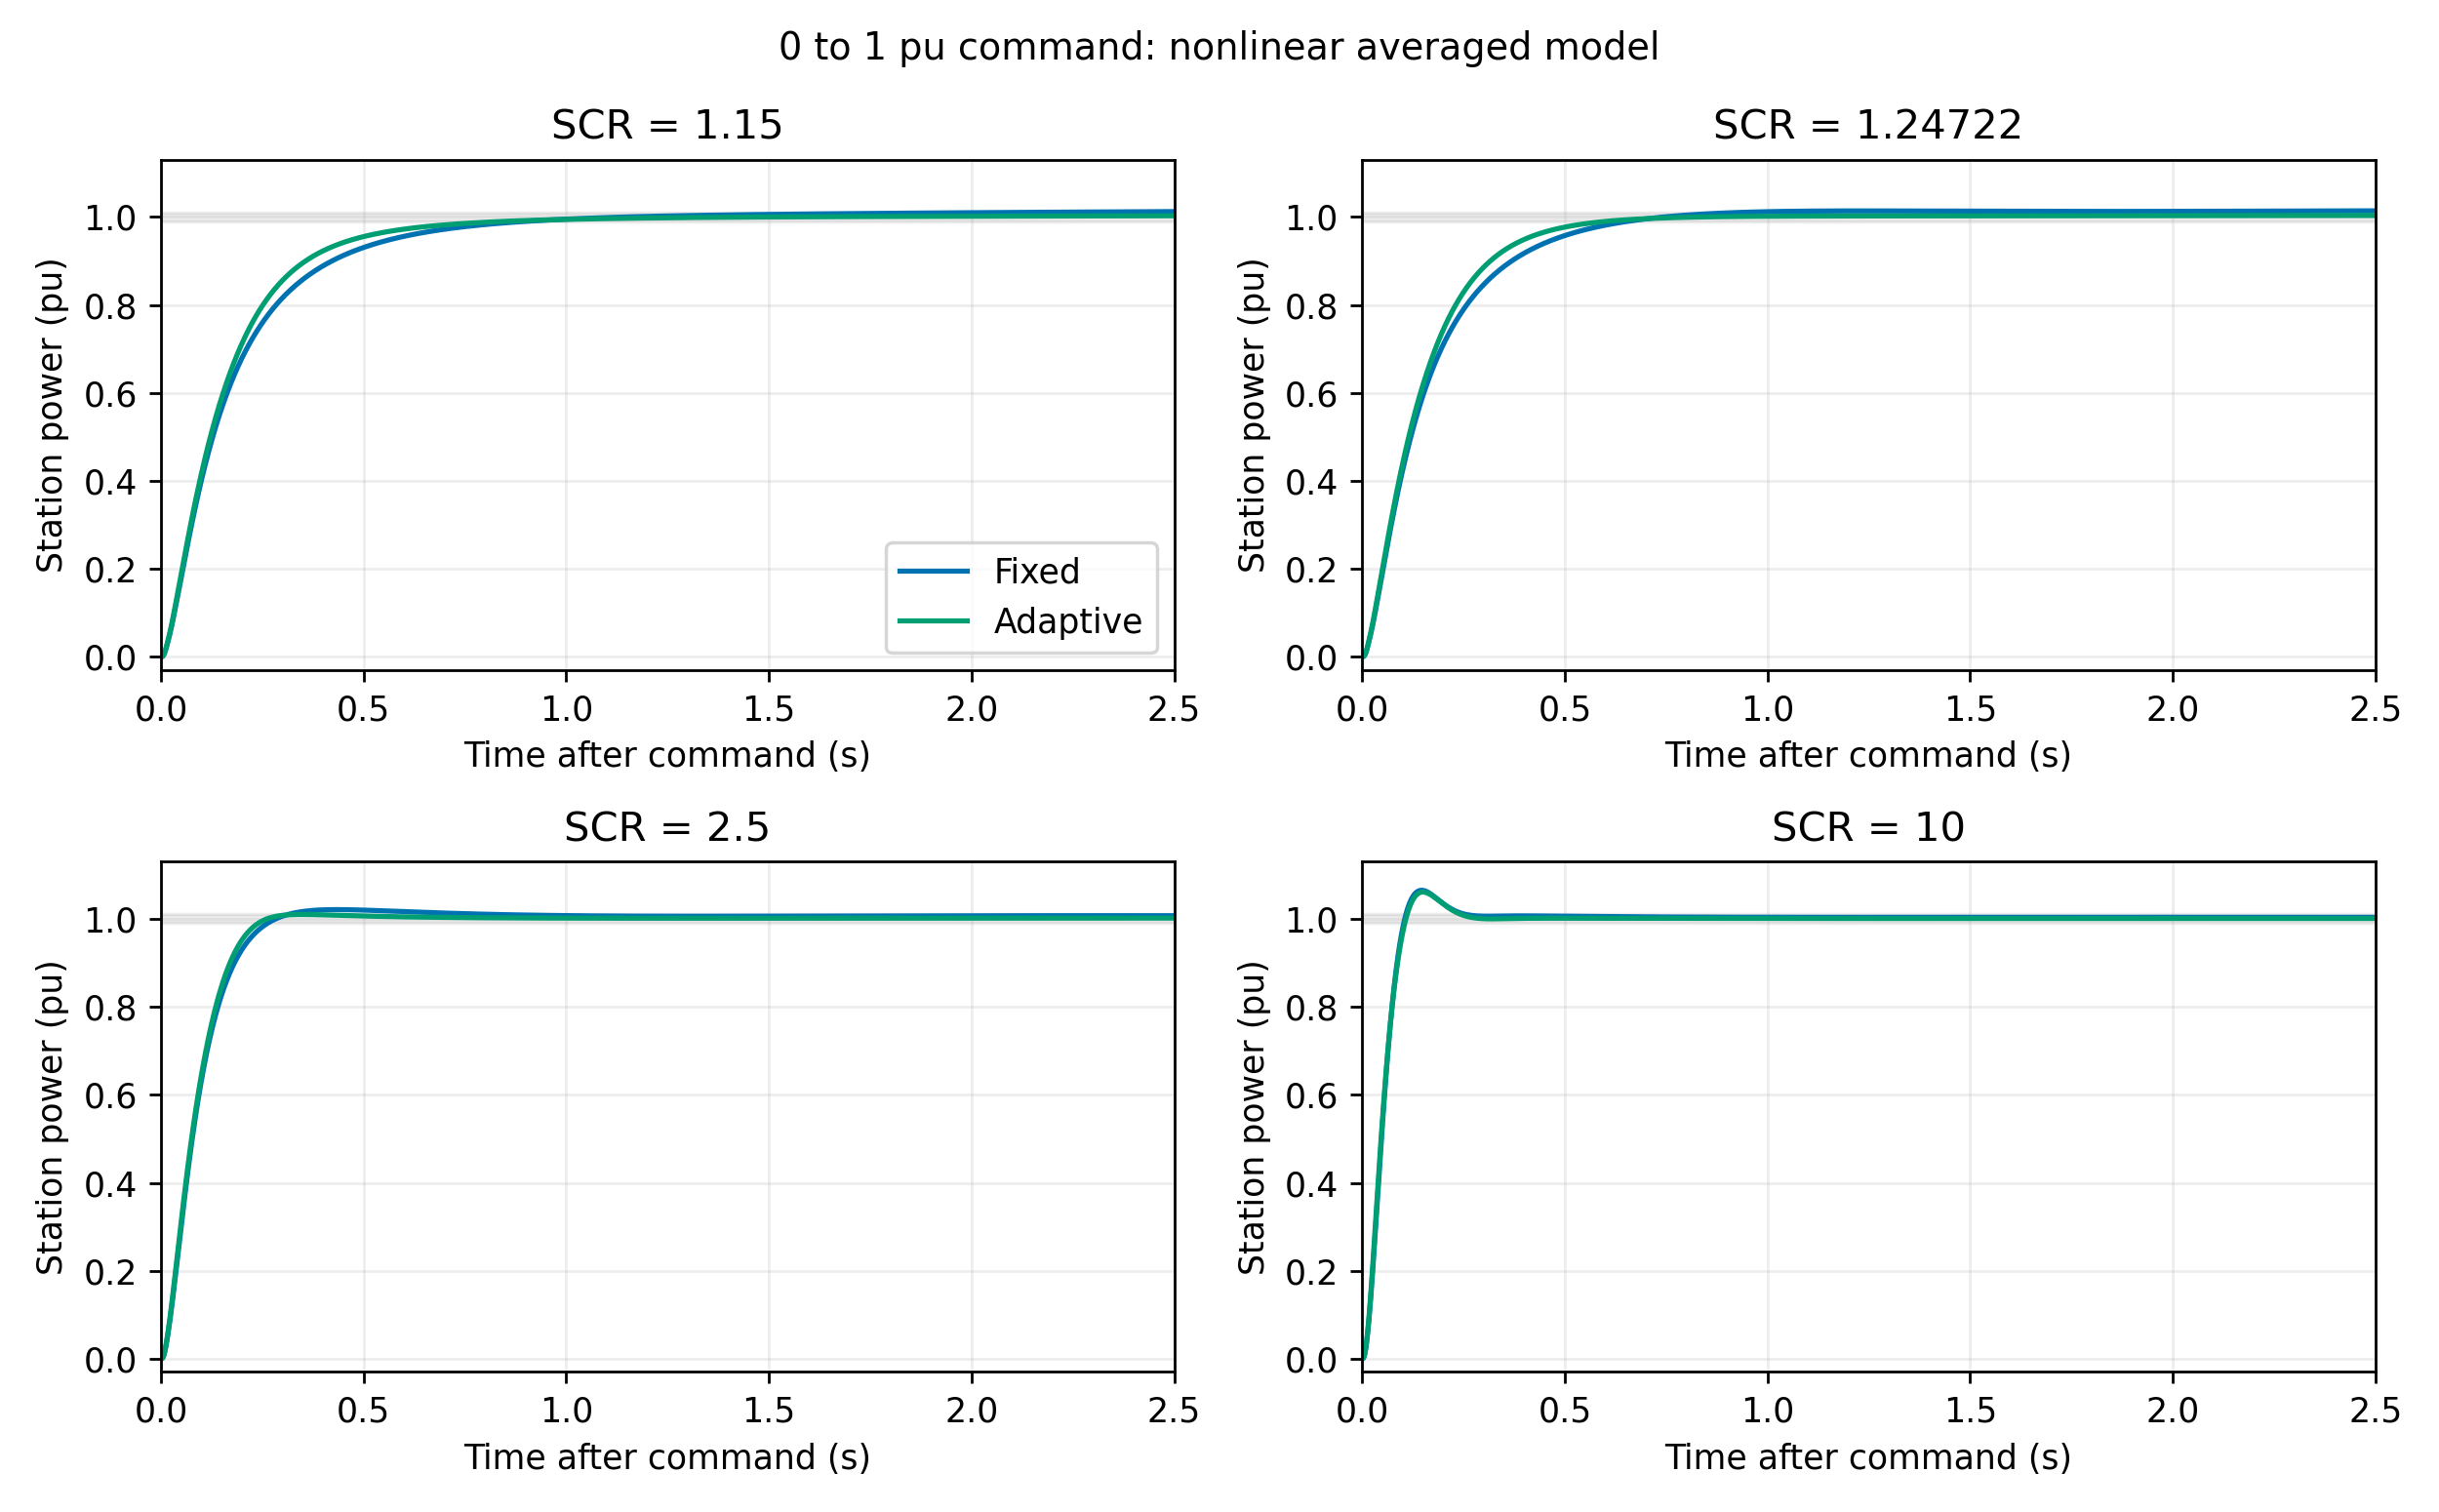 0 to 1 pu command: nonlinear averaged model
SCR = 1.15
Station power (pu)
1.0
0.8
0.6
0.4
0.2
0.0
Fixed
Adaptive
0.0 0.5 1.0 1.5 2.0 2.5
Time after command (s)
SCR = 1.24722
Station power (pu)
1.0
0.8
0.6
0.4
0.2
0.0
0.0 0.5 1.0 1.5 2.0 2.5
Time after command (s)
SCR = 2.5
Station power (pu)
1.0
0.8
0.6
0.4
0.2
0.0
0.0 0.5 1.0 1.5 2.0 2.5
Time after command (s)
SCR = 10
Station power (pu)
1.0
0.8
0.6
0.4
0.2
0.0
0.0 0.5 1.0 1.5 2.0 2.5
Time after command (s)